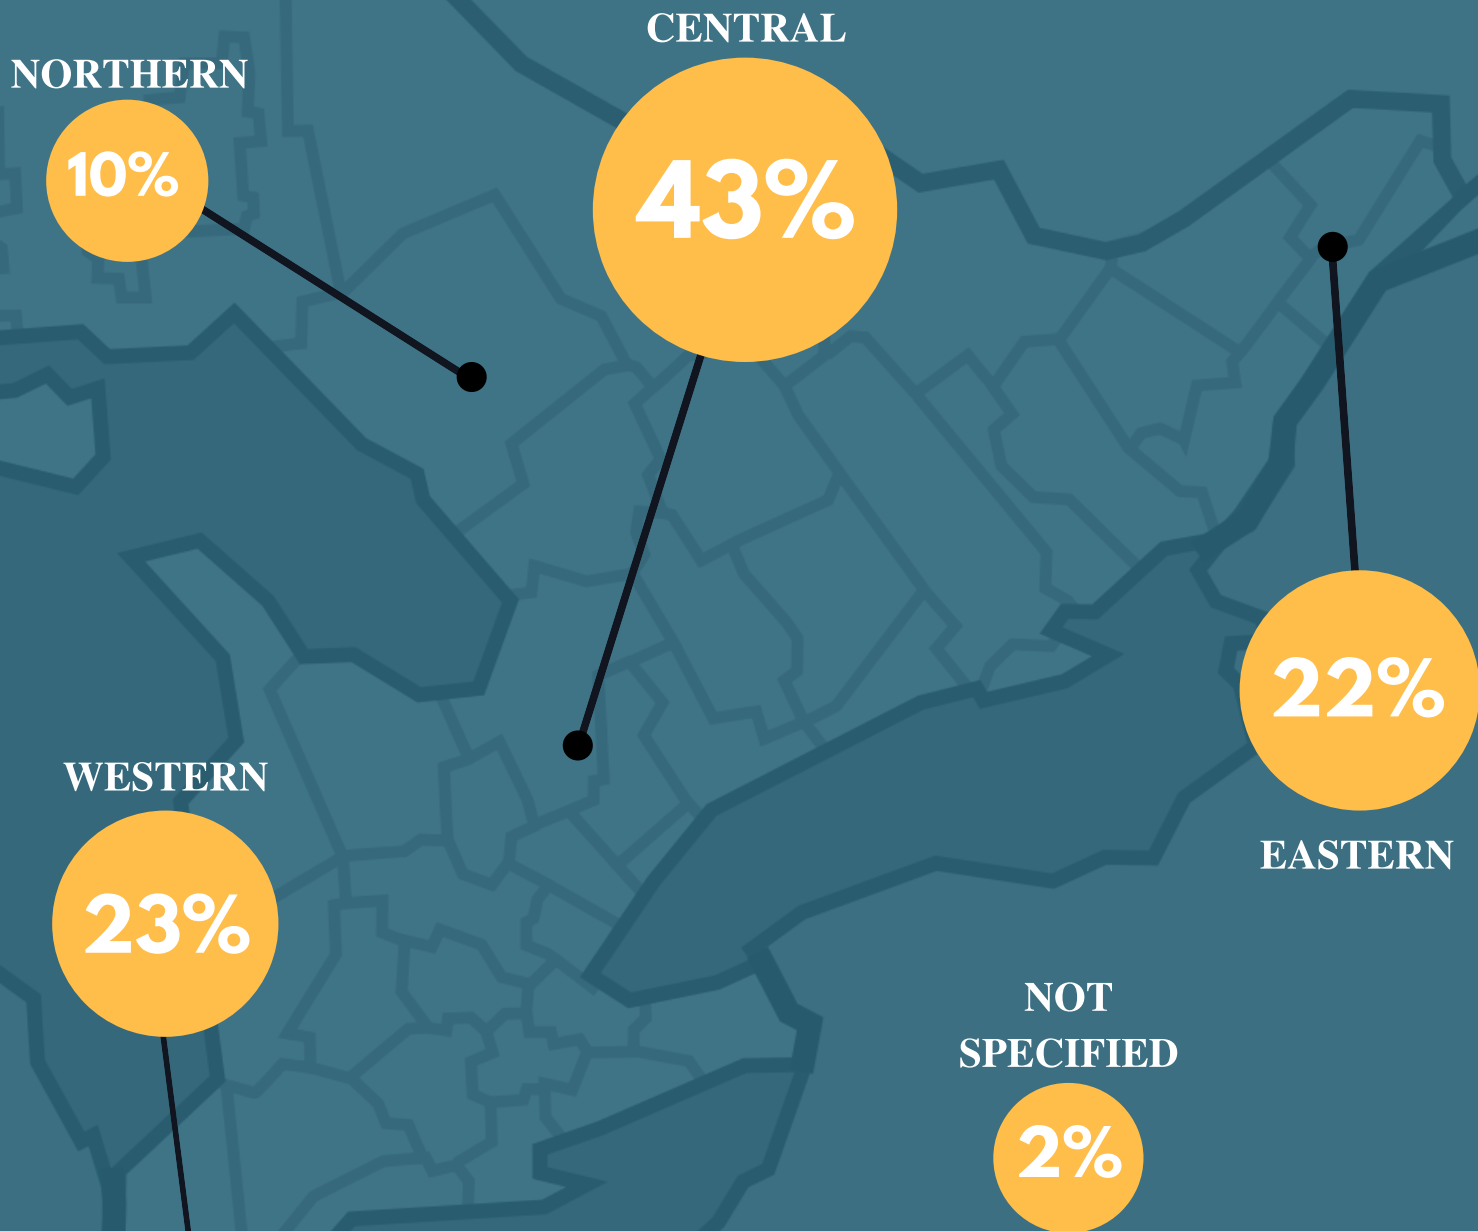 CENTRAL
43%
NORTHERN
10%
WESTERN
23%
22%
EASTERN
NOT
SPECIFIED
2%